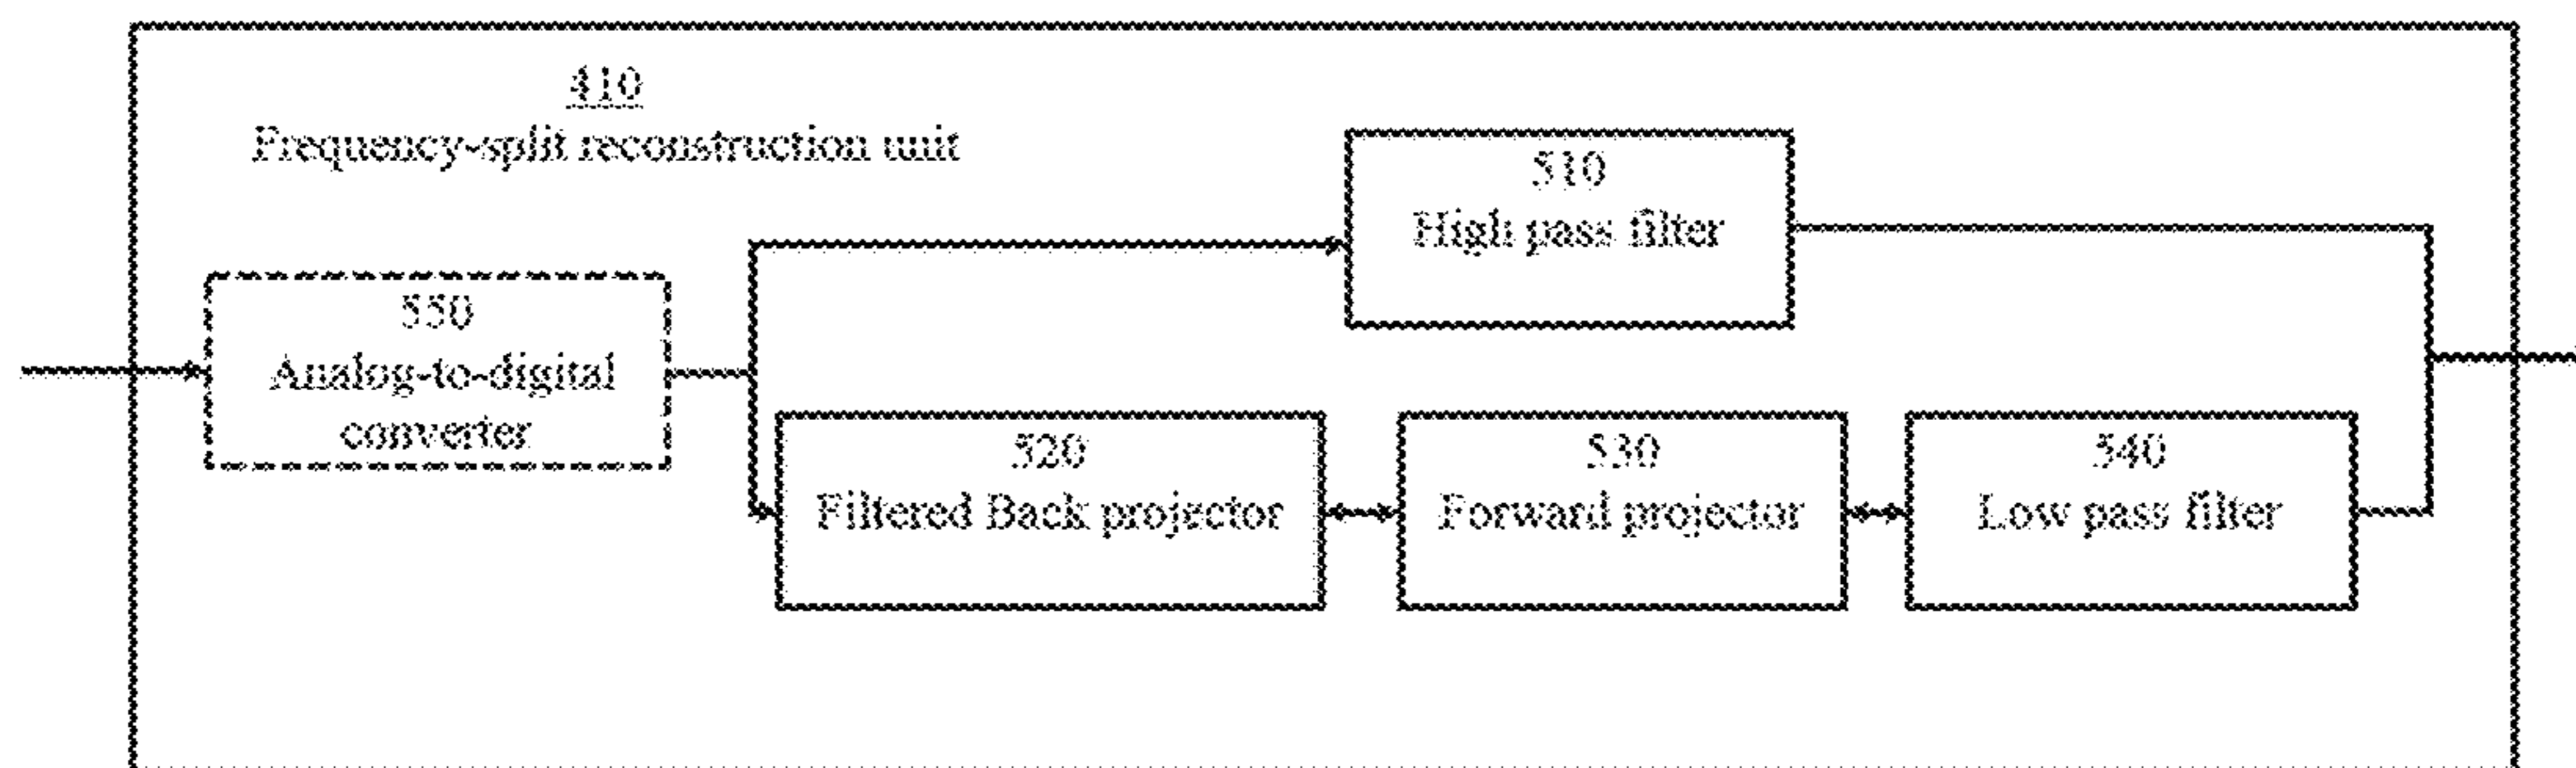 410
Frequency-split reconstruction unit
510
High pass filter
550
Analog-to-digital
converter
520
Filtered Back projector
530
Forward projector
540
Low pass filter